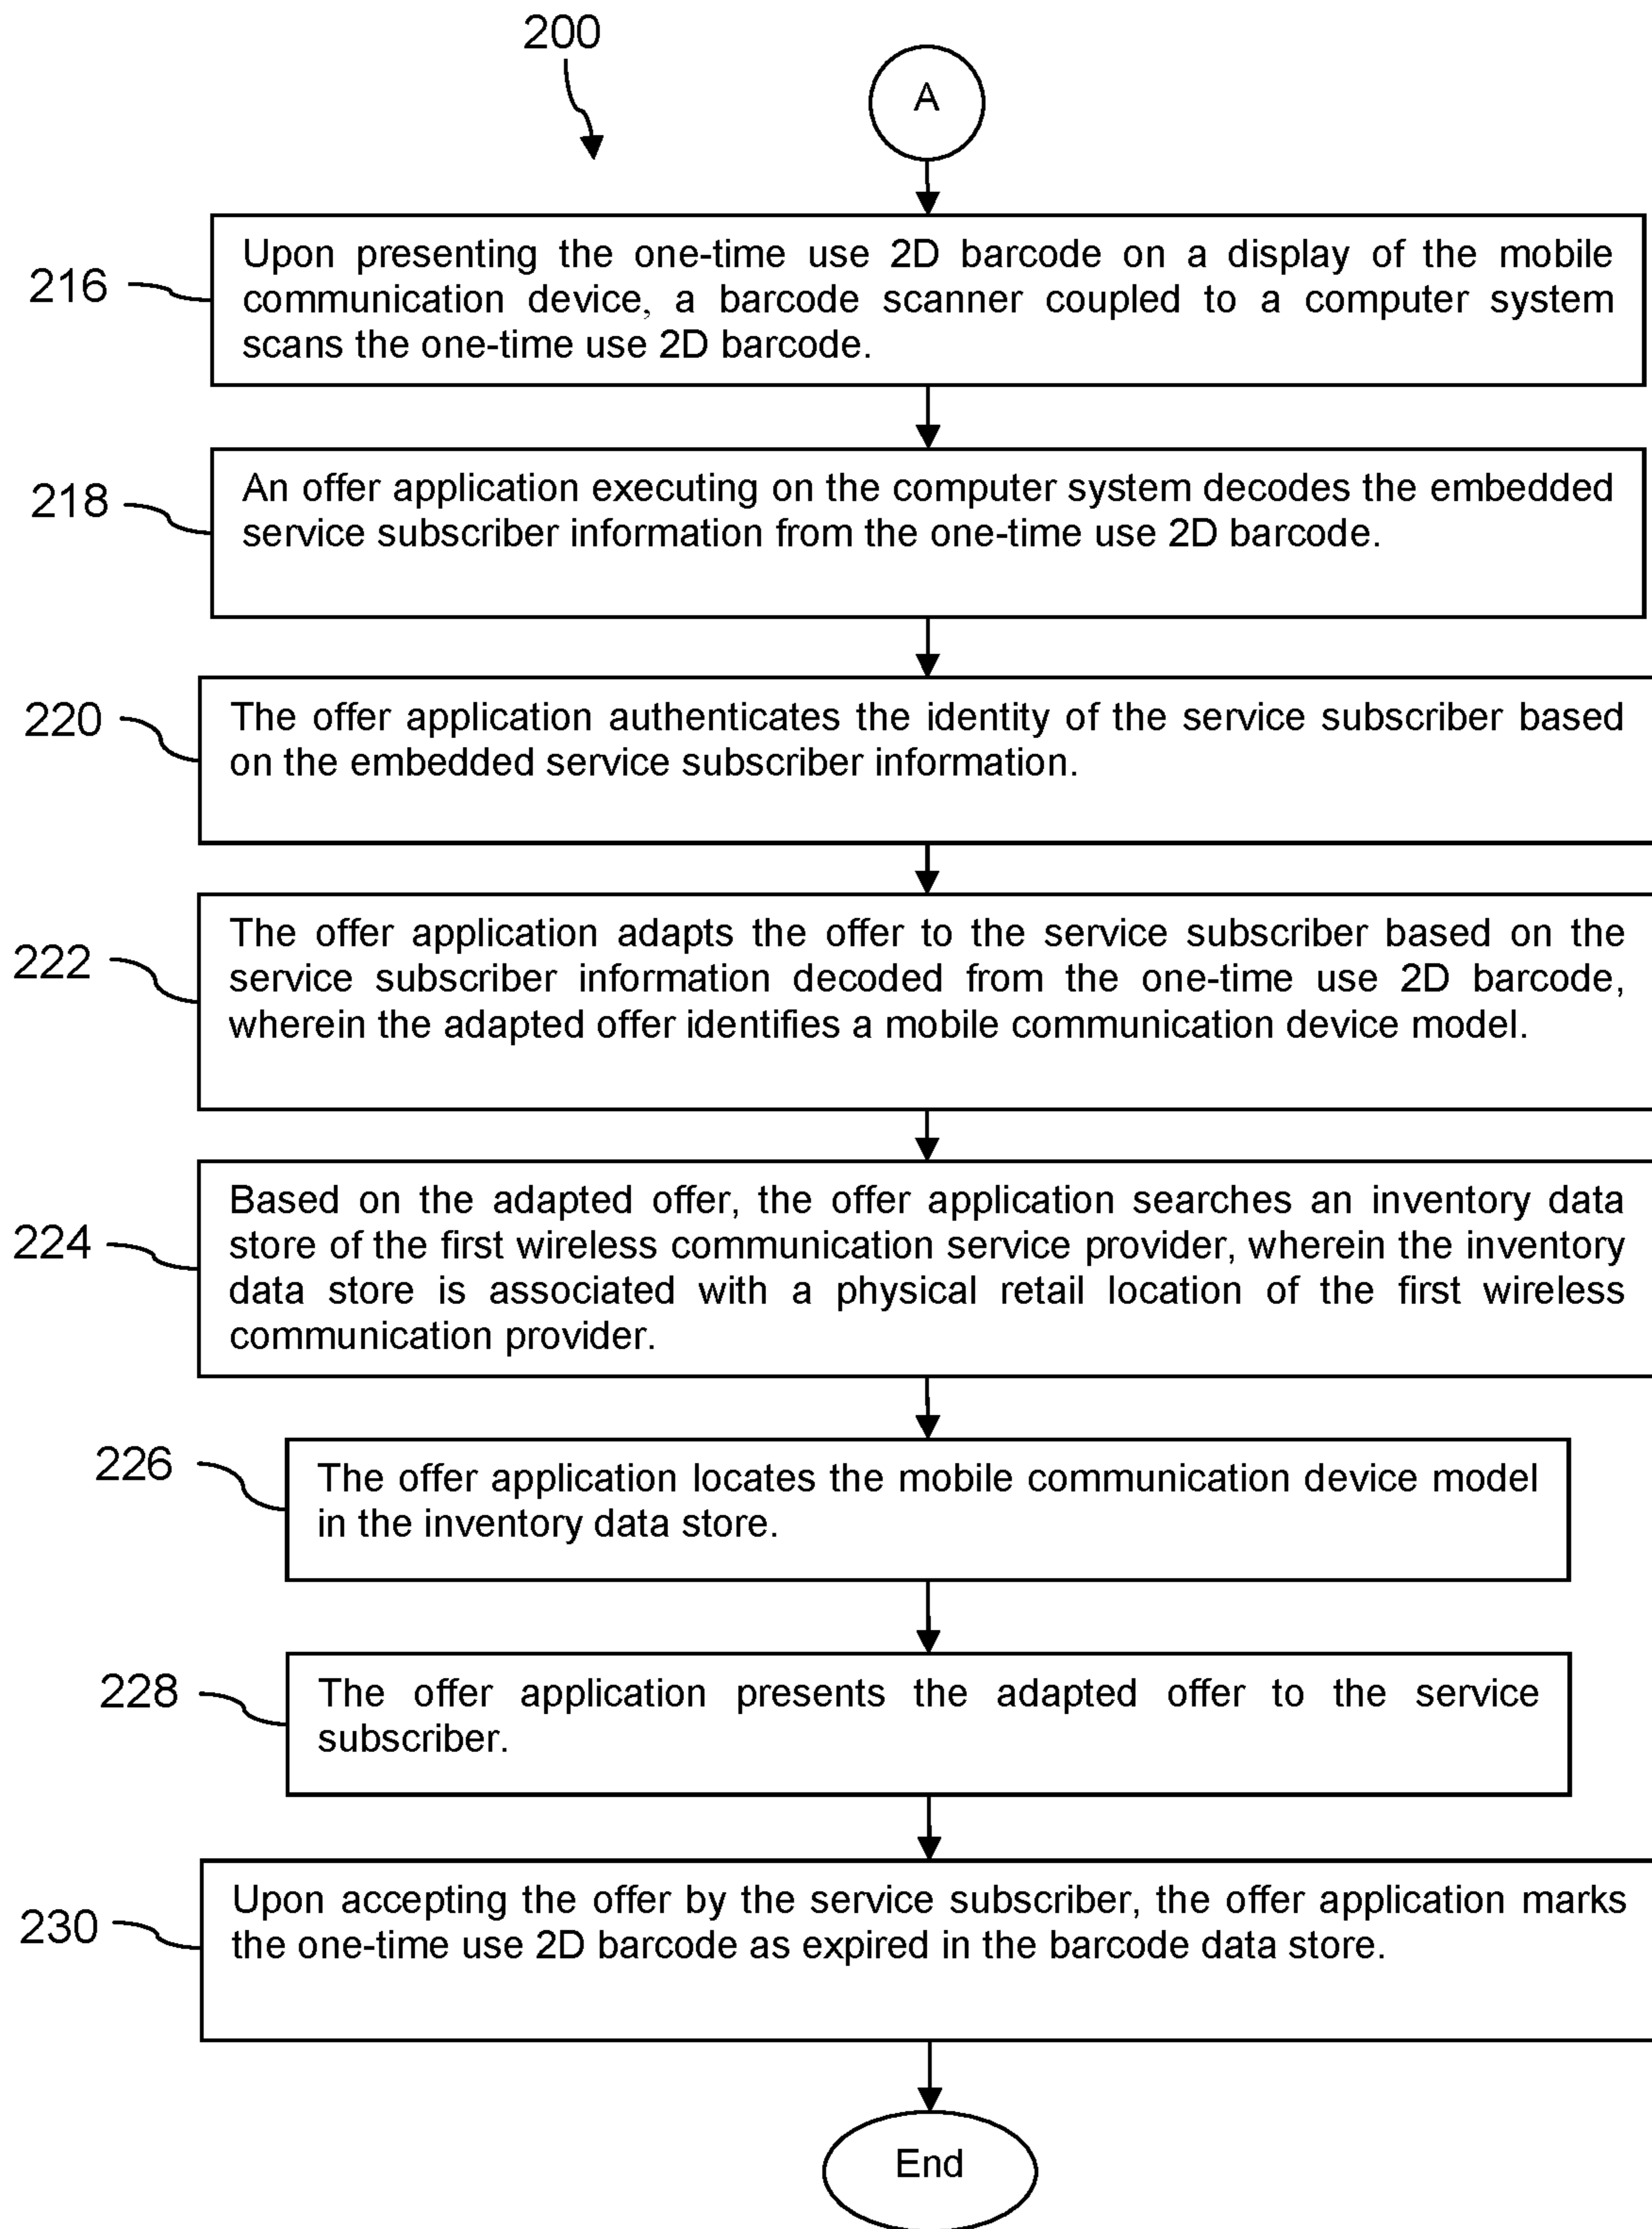 200
A
216
Upon presenting the one-time use 2D barcode on a display of the mobile
communication device, a barcode scanner coupled to a computer system
scans the one-time use 2D barcode.
218
An offer application executing on the computer system decodes the embedded
service subscriber information from the one-time use 2D barcode.
220
The offer application authenticates the identity of the service subscriber based
on the embedded service subscriber information.
222
The offer application adapts the offer to the service subscriber based on the
service subscriber information decoded from the one-time use 2D barcode,
wherein the adapted offer identifies a mobile communication device model.
224
Based on the adapted offer, the offer application searches an inventory data
store of the first wireless communication service provider, wherein the inventory
data store is associated with a physical retail location of the first wireless
communication provider.
226
The offer application locates the mobile communication device model
in the inventory data store.
228
The offer application presents the adapted offer to the service
subscriber.
230
Upon accepting the offer by the service subscriber, the offer application marks
the one-time use 2D barcode as expired in the barcode data store.
End